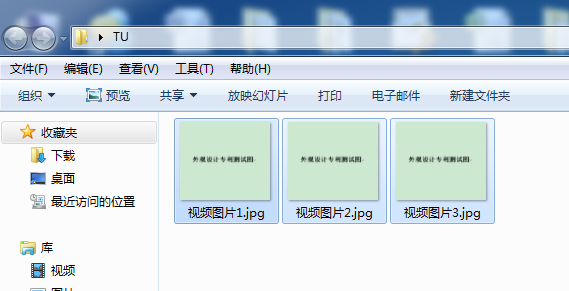 TU
文件(F) 编辑(E) 查看(V) 工具(T) 帮助(H)
组织 预览 共享 放映幻灯片 打印 电子邮件 新建文件夹
收藏夹
下载
桌面
最近访问的位置
库
视频
图片
外观设计专利测试图。
外观设计专利测试图。
外观设计专利测试图。
视频图片1.jpg
视频图片2.jpg
视频图片3.jpg